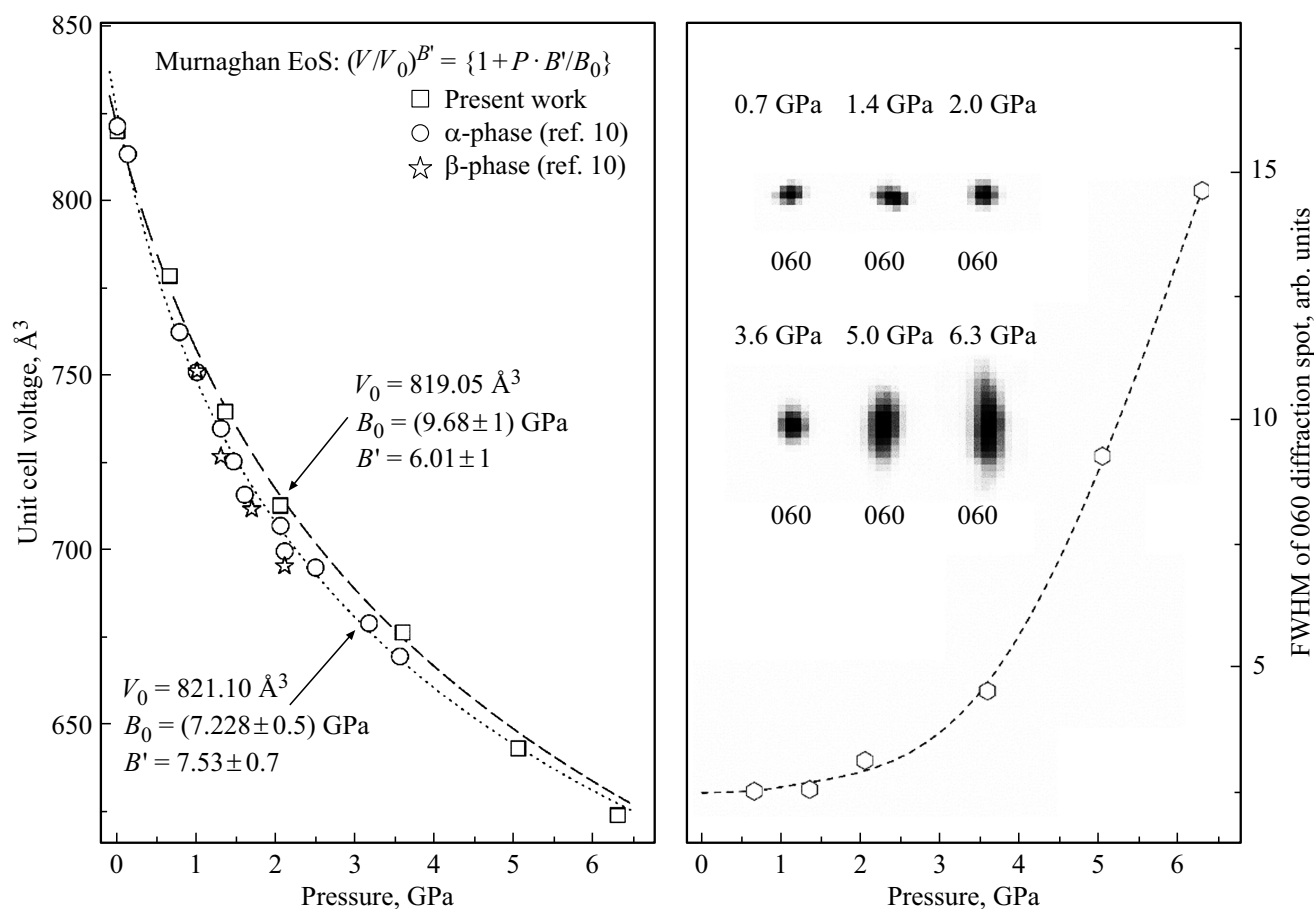 850
800
750
700
650
Unit cell voltage, Å³
Murnaghan EoS: (V/V₀)^B' = {1 + P · B'/B₀}
Present work
α-phase (ref. 10)
β-phase (ref. 10)
V₀ = 819.05 Å³
B₀ = (9.68 ± 1) GPa
B' = 6.01 ± 1
V₀ = 821.10 Å³
B₀ = (7.228 ± 0.5) GPa
B' = 7.53 ± 0.7
0 1 2 3 4 5 6
Pressure, GPa
0.7 GPa 1.4 GPa 2.0 GPa
060 060 060
3.6 GPa 5.0 GPa 6.3 GPa
060 060 060
15
10
5
FWHM of 060 diffraction spot, arb. units
0 1 2 3 4 5 6
Pressure, GPa